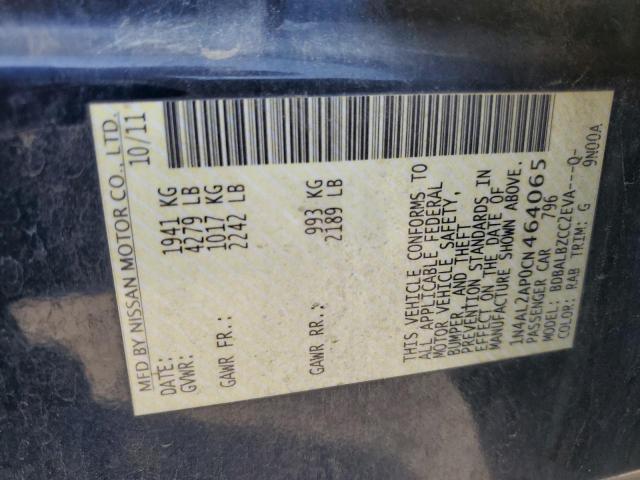 MFD BY NISSAN MOTOR CO., LTD.
DATE: 10/11
GVWR: 1941 KG
4279 LB
GAWR FR.: 1017 KG
2242 LB
GAWR RR.: 993 KG
2189 LB
THIS VEHICLE CONFORMS TO
ALL APPLICABLE FEDERAL
MOTOR VEHICLE SAFETY,
BUMPER, AND THEFT
PREVENTION STANDARDS IN
EFFECT ON THE DATE OF
MANUFACTURE SHOWN ABOVE.
1N4AL2AP0CN464065
PASSENGER CAR 796
MODEL: BDBALBZCC2EVA---Q-
COLOR: RAB TRIM: G 9N00A